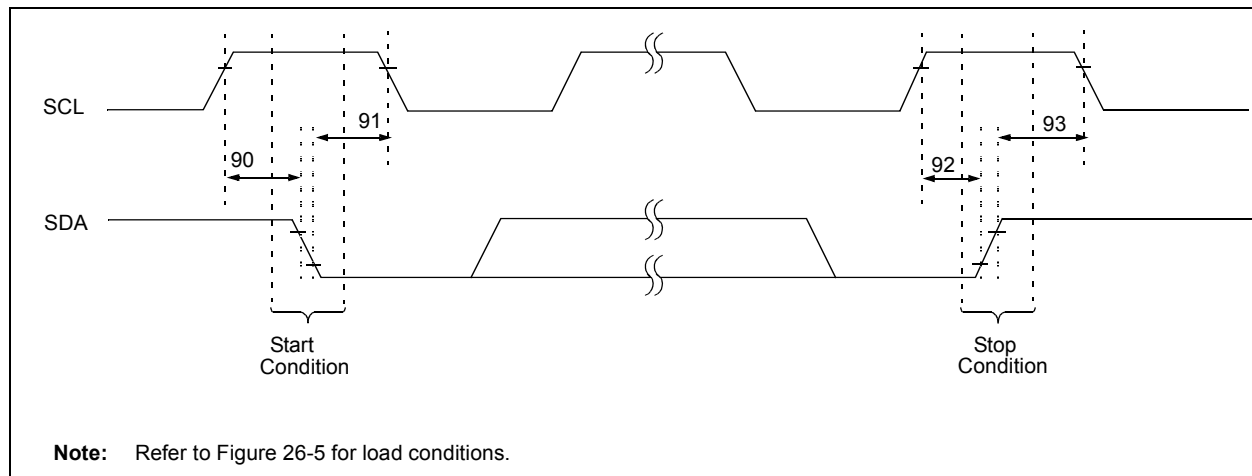 SCL
91
93
90
92
SDA
Start
Condition
Stop
Condition
Note: Refer to Figure 26-5 for load conditions.